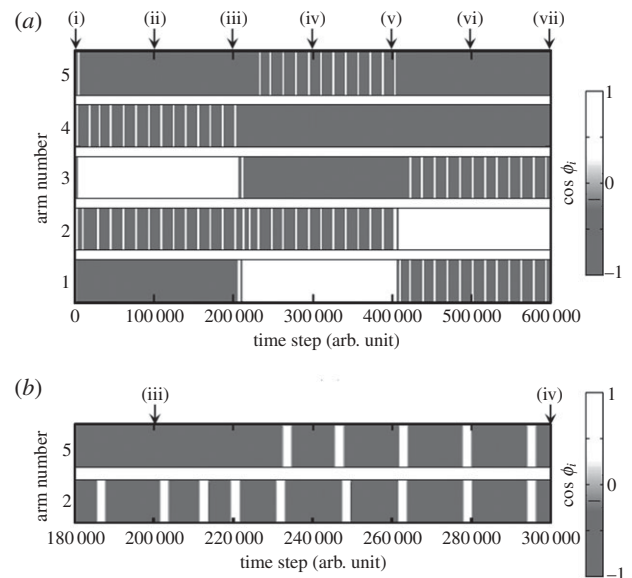 (a)
(i) (ii) (iii) (iv) (v) (vi) (vii)
arm number
5
4
3
2
1
0 100 000 200 000 300 000 400 000 500 000 600 000
time step (arb. unit)
1
0
–1
cos ϕi
(b)
(iii) (iv)
arm number
5
2
180 000 200 000 220 000 240 000 260 000 280 000 300 000
time step (arb. unit)
1
0
–1
cos ϕi